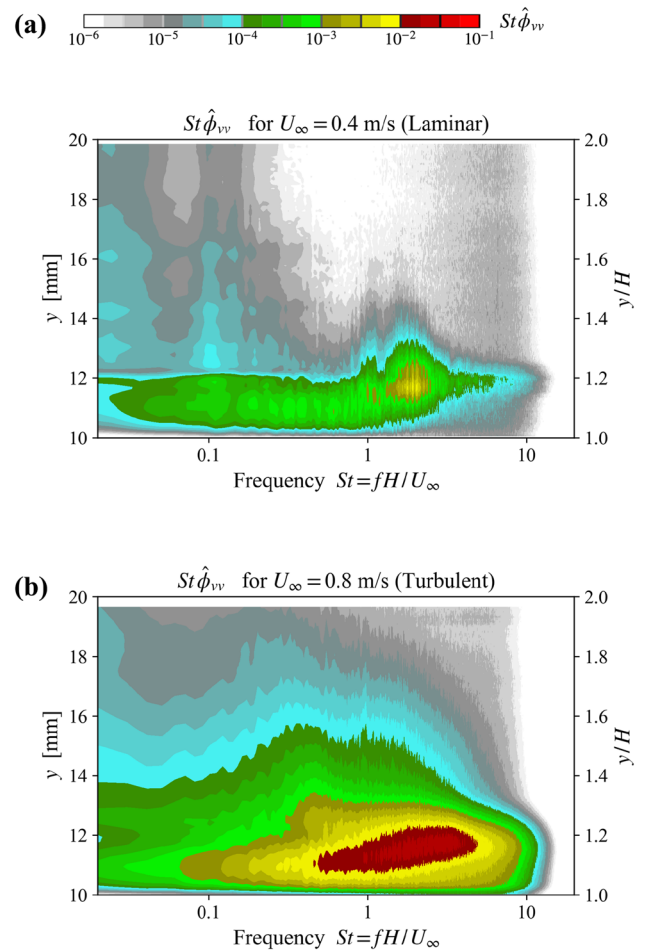 (a) 10⁻⁶ 10⁻⁵ 10⁻⁴ 10⁻³ 10⁻² 10⁻¹ St ϕ̂ᵥᵥ
St ϕ̂ᵥᵥ for U∞ = 0.4 m/s (Laminar)
20 2.0
18 1.8
16 1.6
14 1.4
12 1.2
10 1.0
y [mm]
y/H
0.1 1 10
Frequency St = fH/U∞
(b)
St ϕ̂ᵥᵥ for U∞ = 0.8 m/s (Turbulent)
20 2.0
18 1.8
16 1.6
14 1.4
12 1.2
10 1.0
y [mm]
y/H
0.1 1 10
Frequency St = fH/U∞